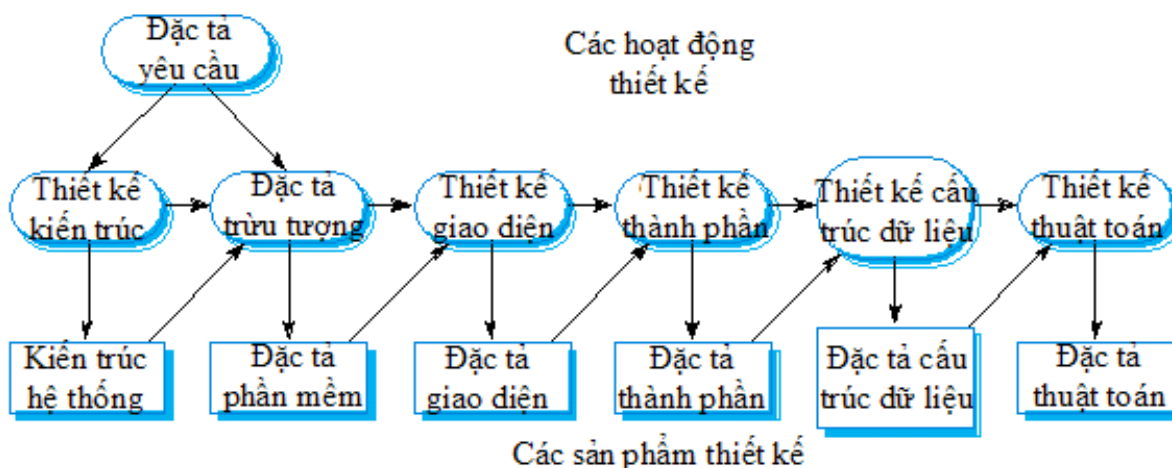 Đặc tả
yêu cầu
Các hoạt động
thiết kế
Thiết kế
kiến trúc
Đặc tả
trừu tượng
Thiết kế
giao diện
Thiết kế
thành phần
Thiết kế cấu
trúc dữ liệu
Thiết kế
thuật toán
Kiến trúc
hệ thống
Đặc tả
phần mềm
Đặc tả
giao diện
Đặc tả
thành phần
Đặc tả cấu
trúc dữ liệu
Đặc tả
thuật toán
Các sản phẩm thiết kế